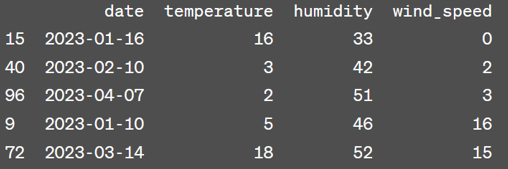 date temperature humidity wind_speed
15 2023-01-16 16 33 0
40 2023-02-10 3 42 2
96 2023-04-07 2 51 3
9 2023-01-10 5 46 16
72 2023-03-14 18 52 15